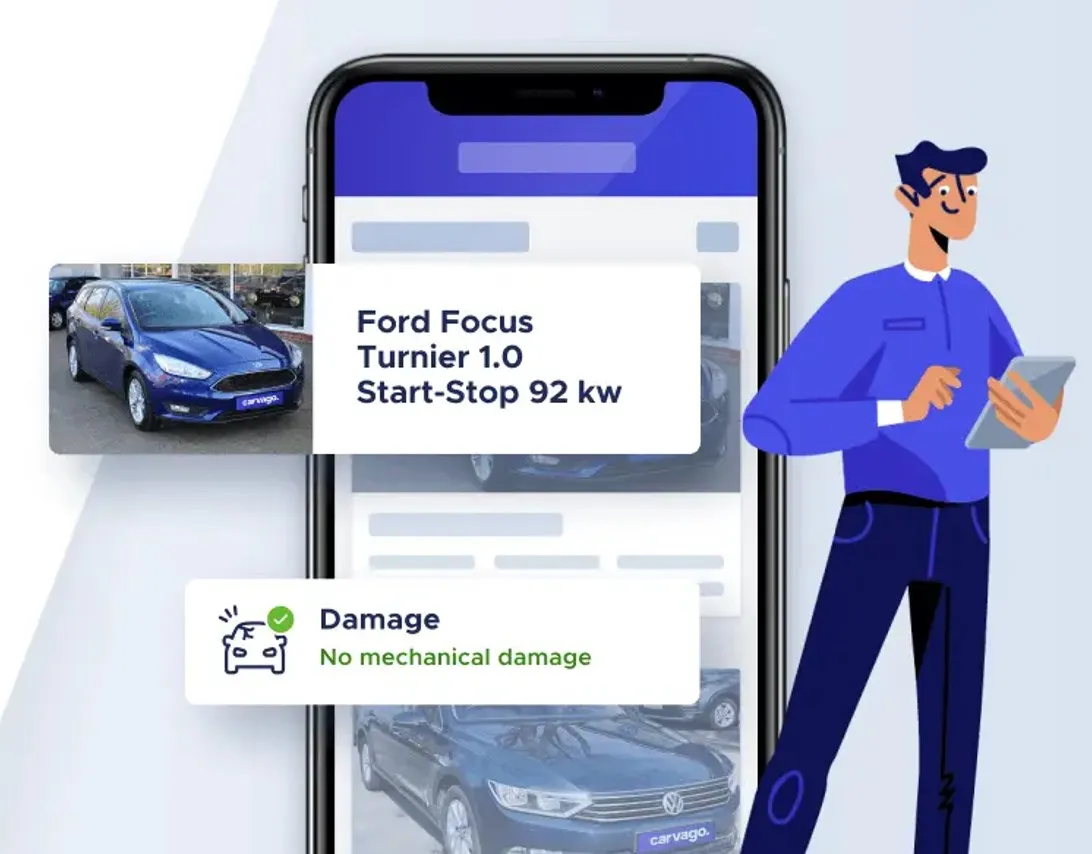 carvago.
Ford Focus
Turnier 1.0
Start-Stop 92 kw
Damage
No mechanical damage
carvago.